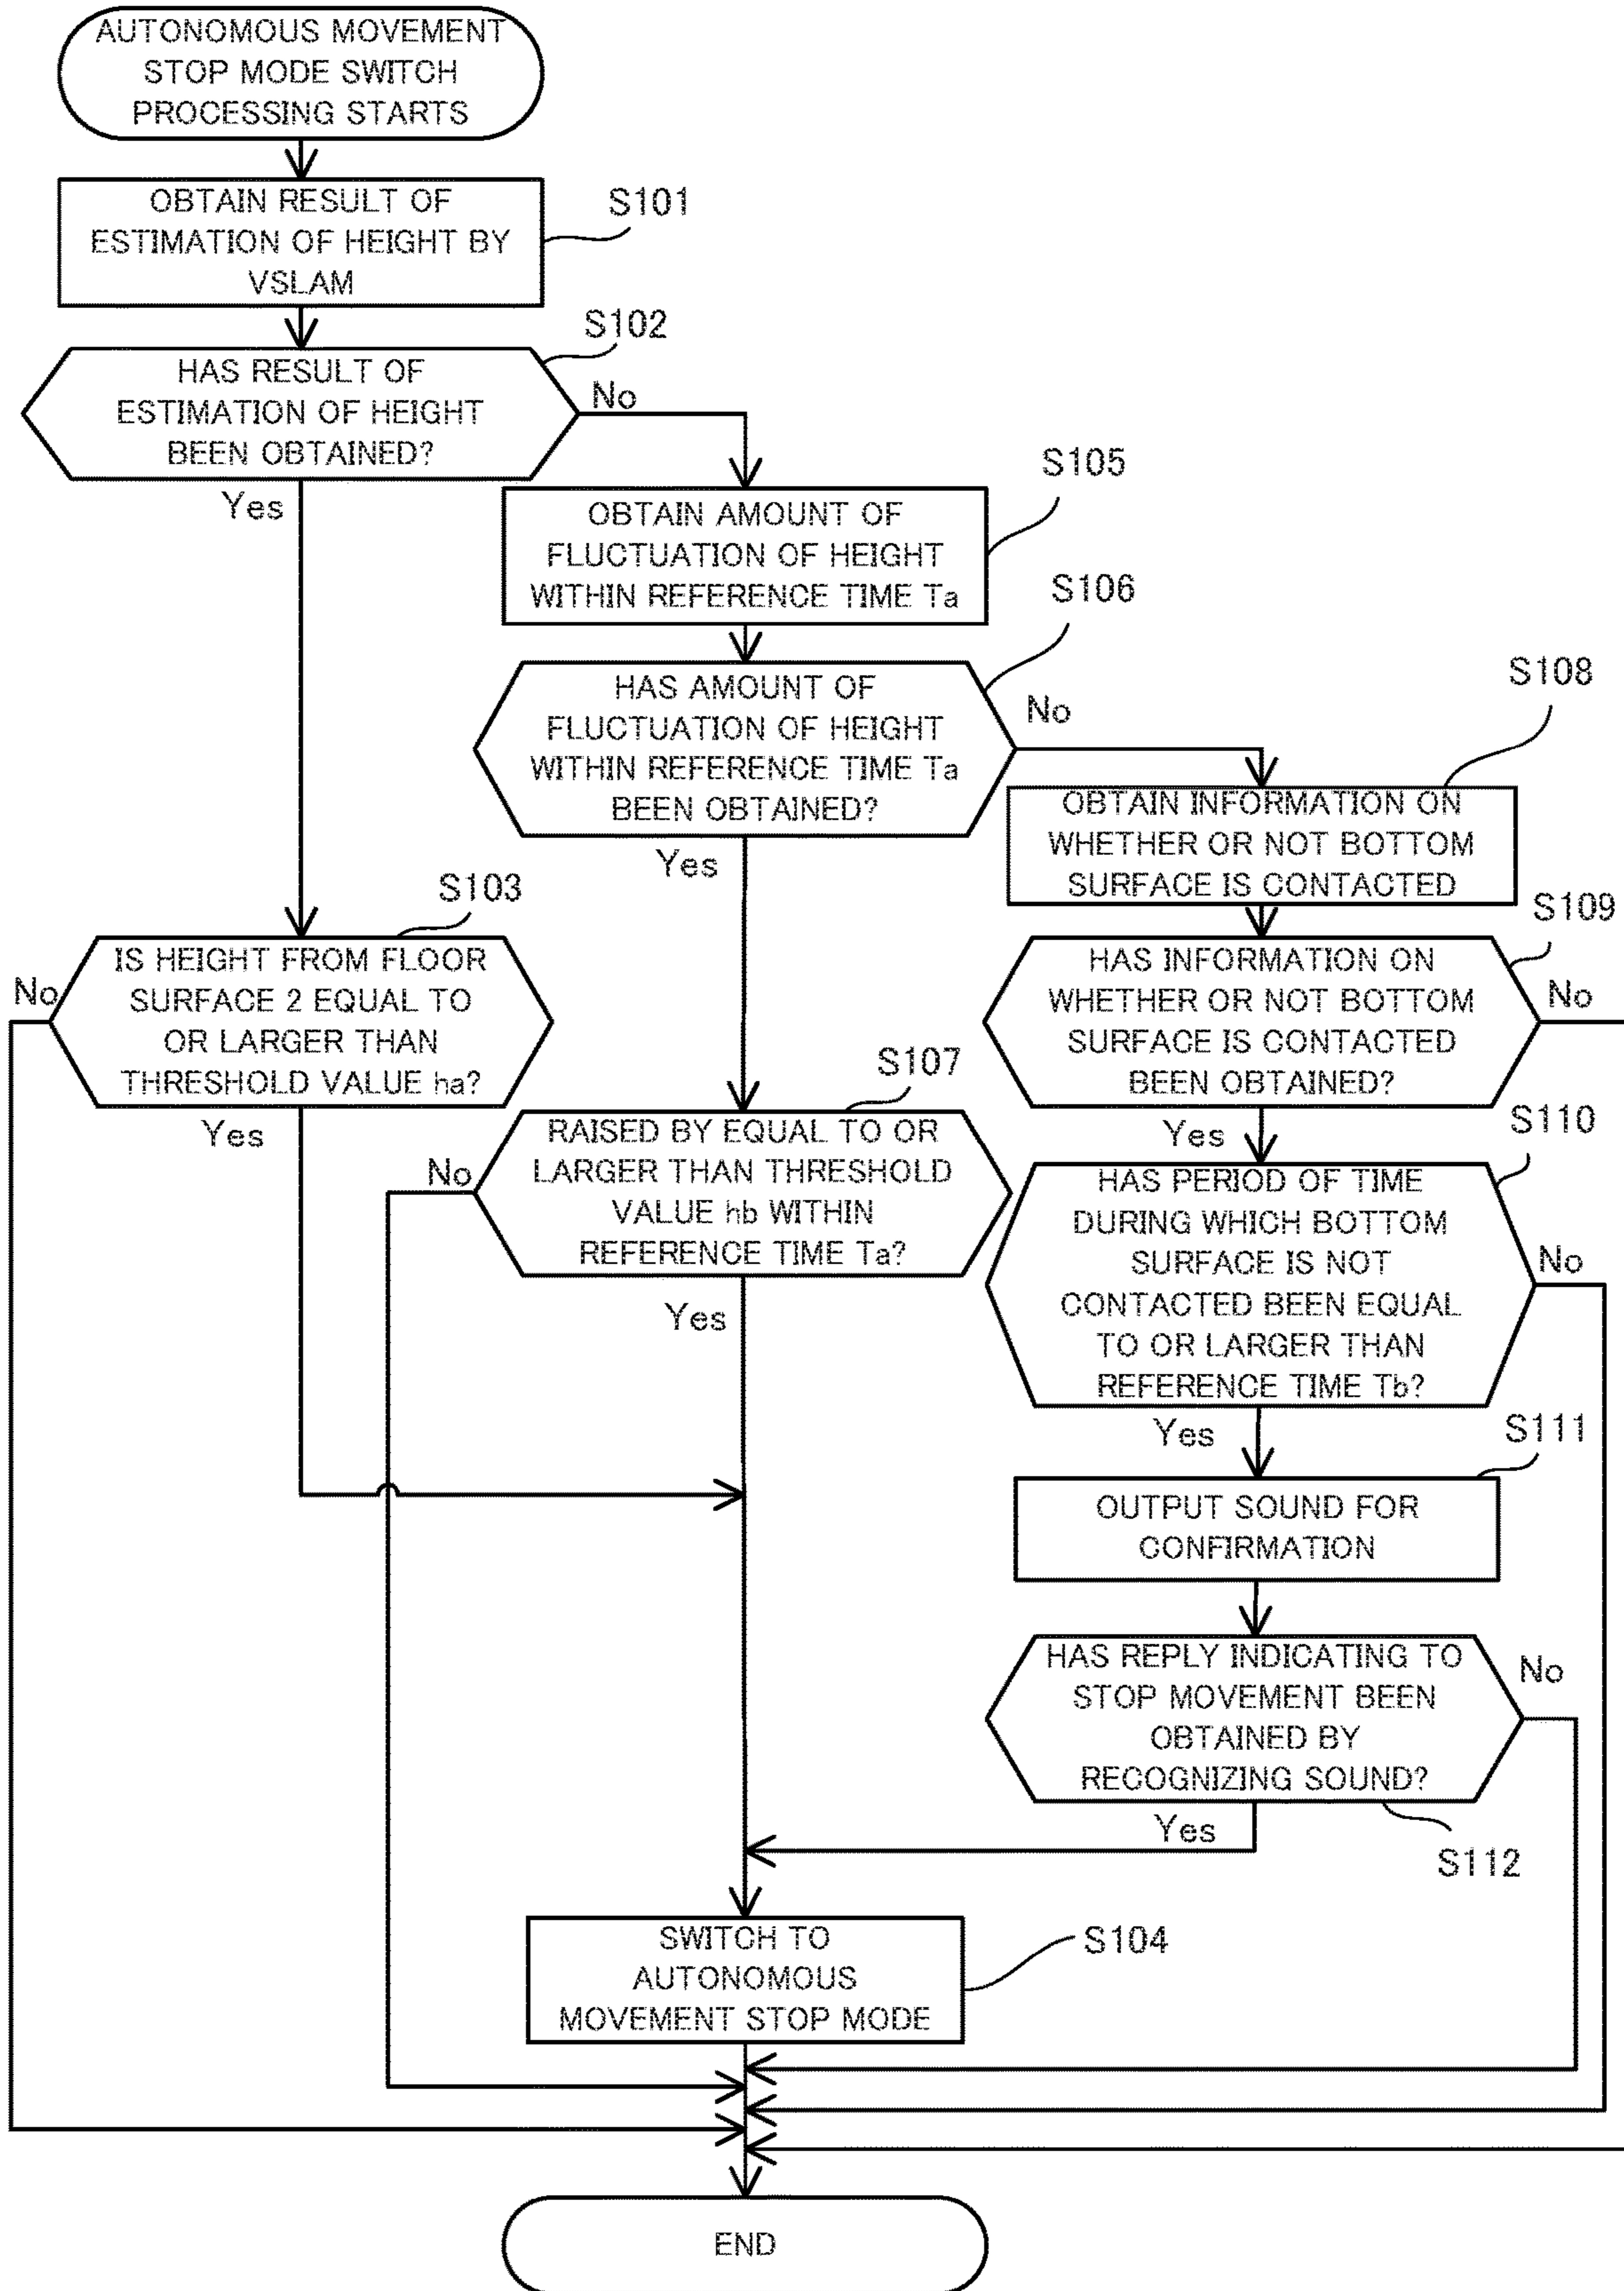 AUTONOMOUS MOVEMENT
STOP MODE SWITCH
PROCESSING STARTS
OBTAIN RESULT OF
ESTIMATION OF HEIGHT BY
VSLAM
S101
HAS RESULT OF
ESTIMATION OF HEIGHT
BEEN OBTAINED?
S102
No
Yes
OBTAIN AMOUNT OF
FLUCTUATION OF HEIGHT
WITHIN REFERENCE TIME Ta
S105
HAS AMOUNT OF
FLUCTUATION OF HEIGHT
WITHIN REFERENCE TIME Ta
BEEN OBTAINED?
S106
No
Yes
OBTAIN INFORMATION ON
WHETHER OR NOT BOTTOM
SURFACE IS CONTACTED
S108
IS HEIGHT FROM FLOOR
SURFACE 2 EQUAL TO
OR LARGER THAN
THRESHOLD VALUE ha?
S103
No
Yes
HAS INFORMATION ON
WHETHER OR NOT BOTTOM
SURFACE IS CONTACTED
BEEN OBTAINED?
S109
No
Yes
RAISED BY EQUAL TO OR
LARGER THAN THRESHOLD
VALUE hb WITHIN
REFERENCE TIME Ta?
S107
No
Yes
HAS PERIOD OF TIME
DURING WHICH BOTTOM
SURFACE IS NOT
CONTACTED BEEN EQUAL
TO OR LARGER THAN
REFERENCE TIME Tb?
S110
No
Yes
OUTPUT SOUND FOR
CONFIRMATION
S111
HAS REPLY INDICATING TO
STOP MOVEMENT BEEN
OBTAINED BY
RECOGNIZING SOUND?
No
Yes
S112
SWITCH TO
AUTONOMOUS
MOVEMENT STOP MODE
S104
END